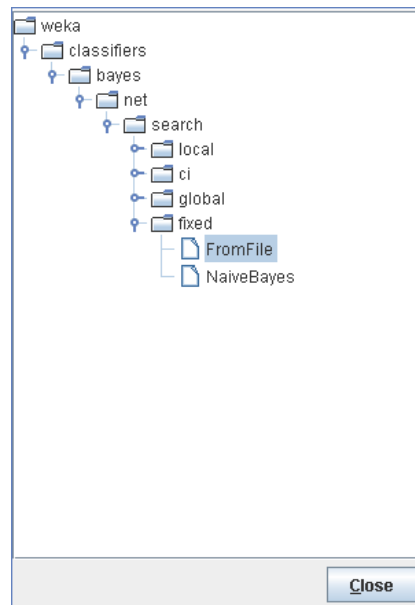 weka
classifiers
bayes
net
search
local
ci
global
fixed
FromFile
NaiveBayes
Close